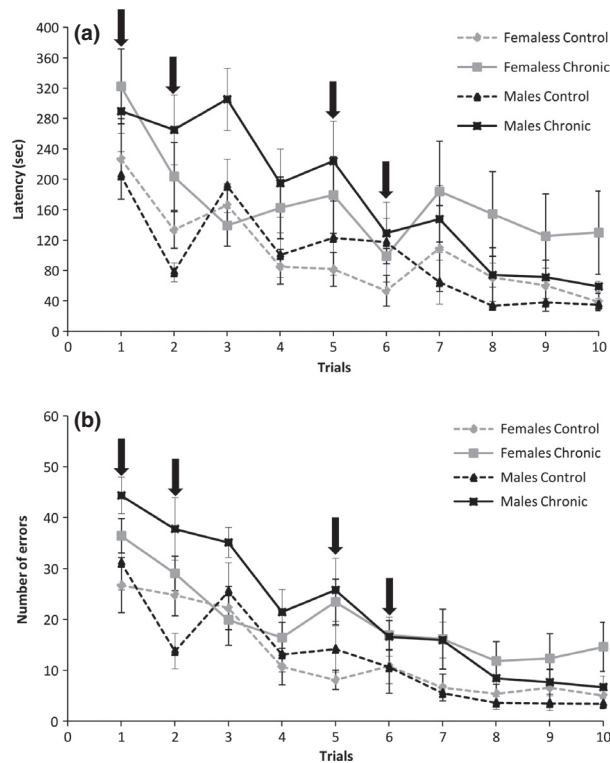 (a)
Femaless Control
Femaless Chronic
Males Control
Males Chronic
Latency (sec)
400
360
320
280
240
200
160
120
80
40
0
0 1 2 3 4 5 6 7 8 9 10
Trials
(b)
Females Control
Females Chronic
Males Control
Males Chronic
Number of errors
60
50
40
30
20
10
0
0 1 2 3 4 5 6 7 8 9 10
Trials